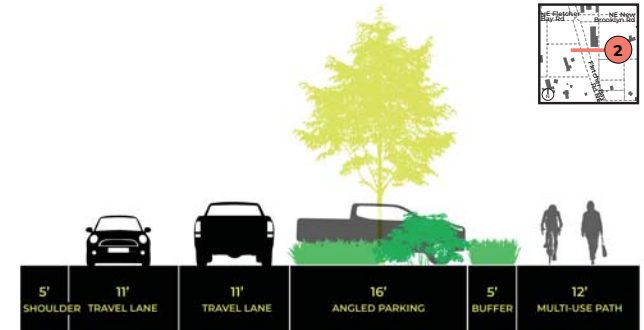 NE Fletcher
Bay Rd
NE New
Brooklyn Rd
2
5'
SHOULDER
11'
TRAVEL LANE
11'
TRAVEL LANE
16'
ANGLED PARKING
5'
BUFFER
12'
MULTI-USE PATH